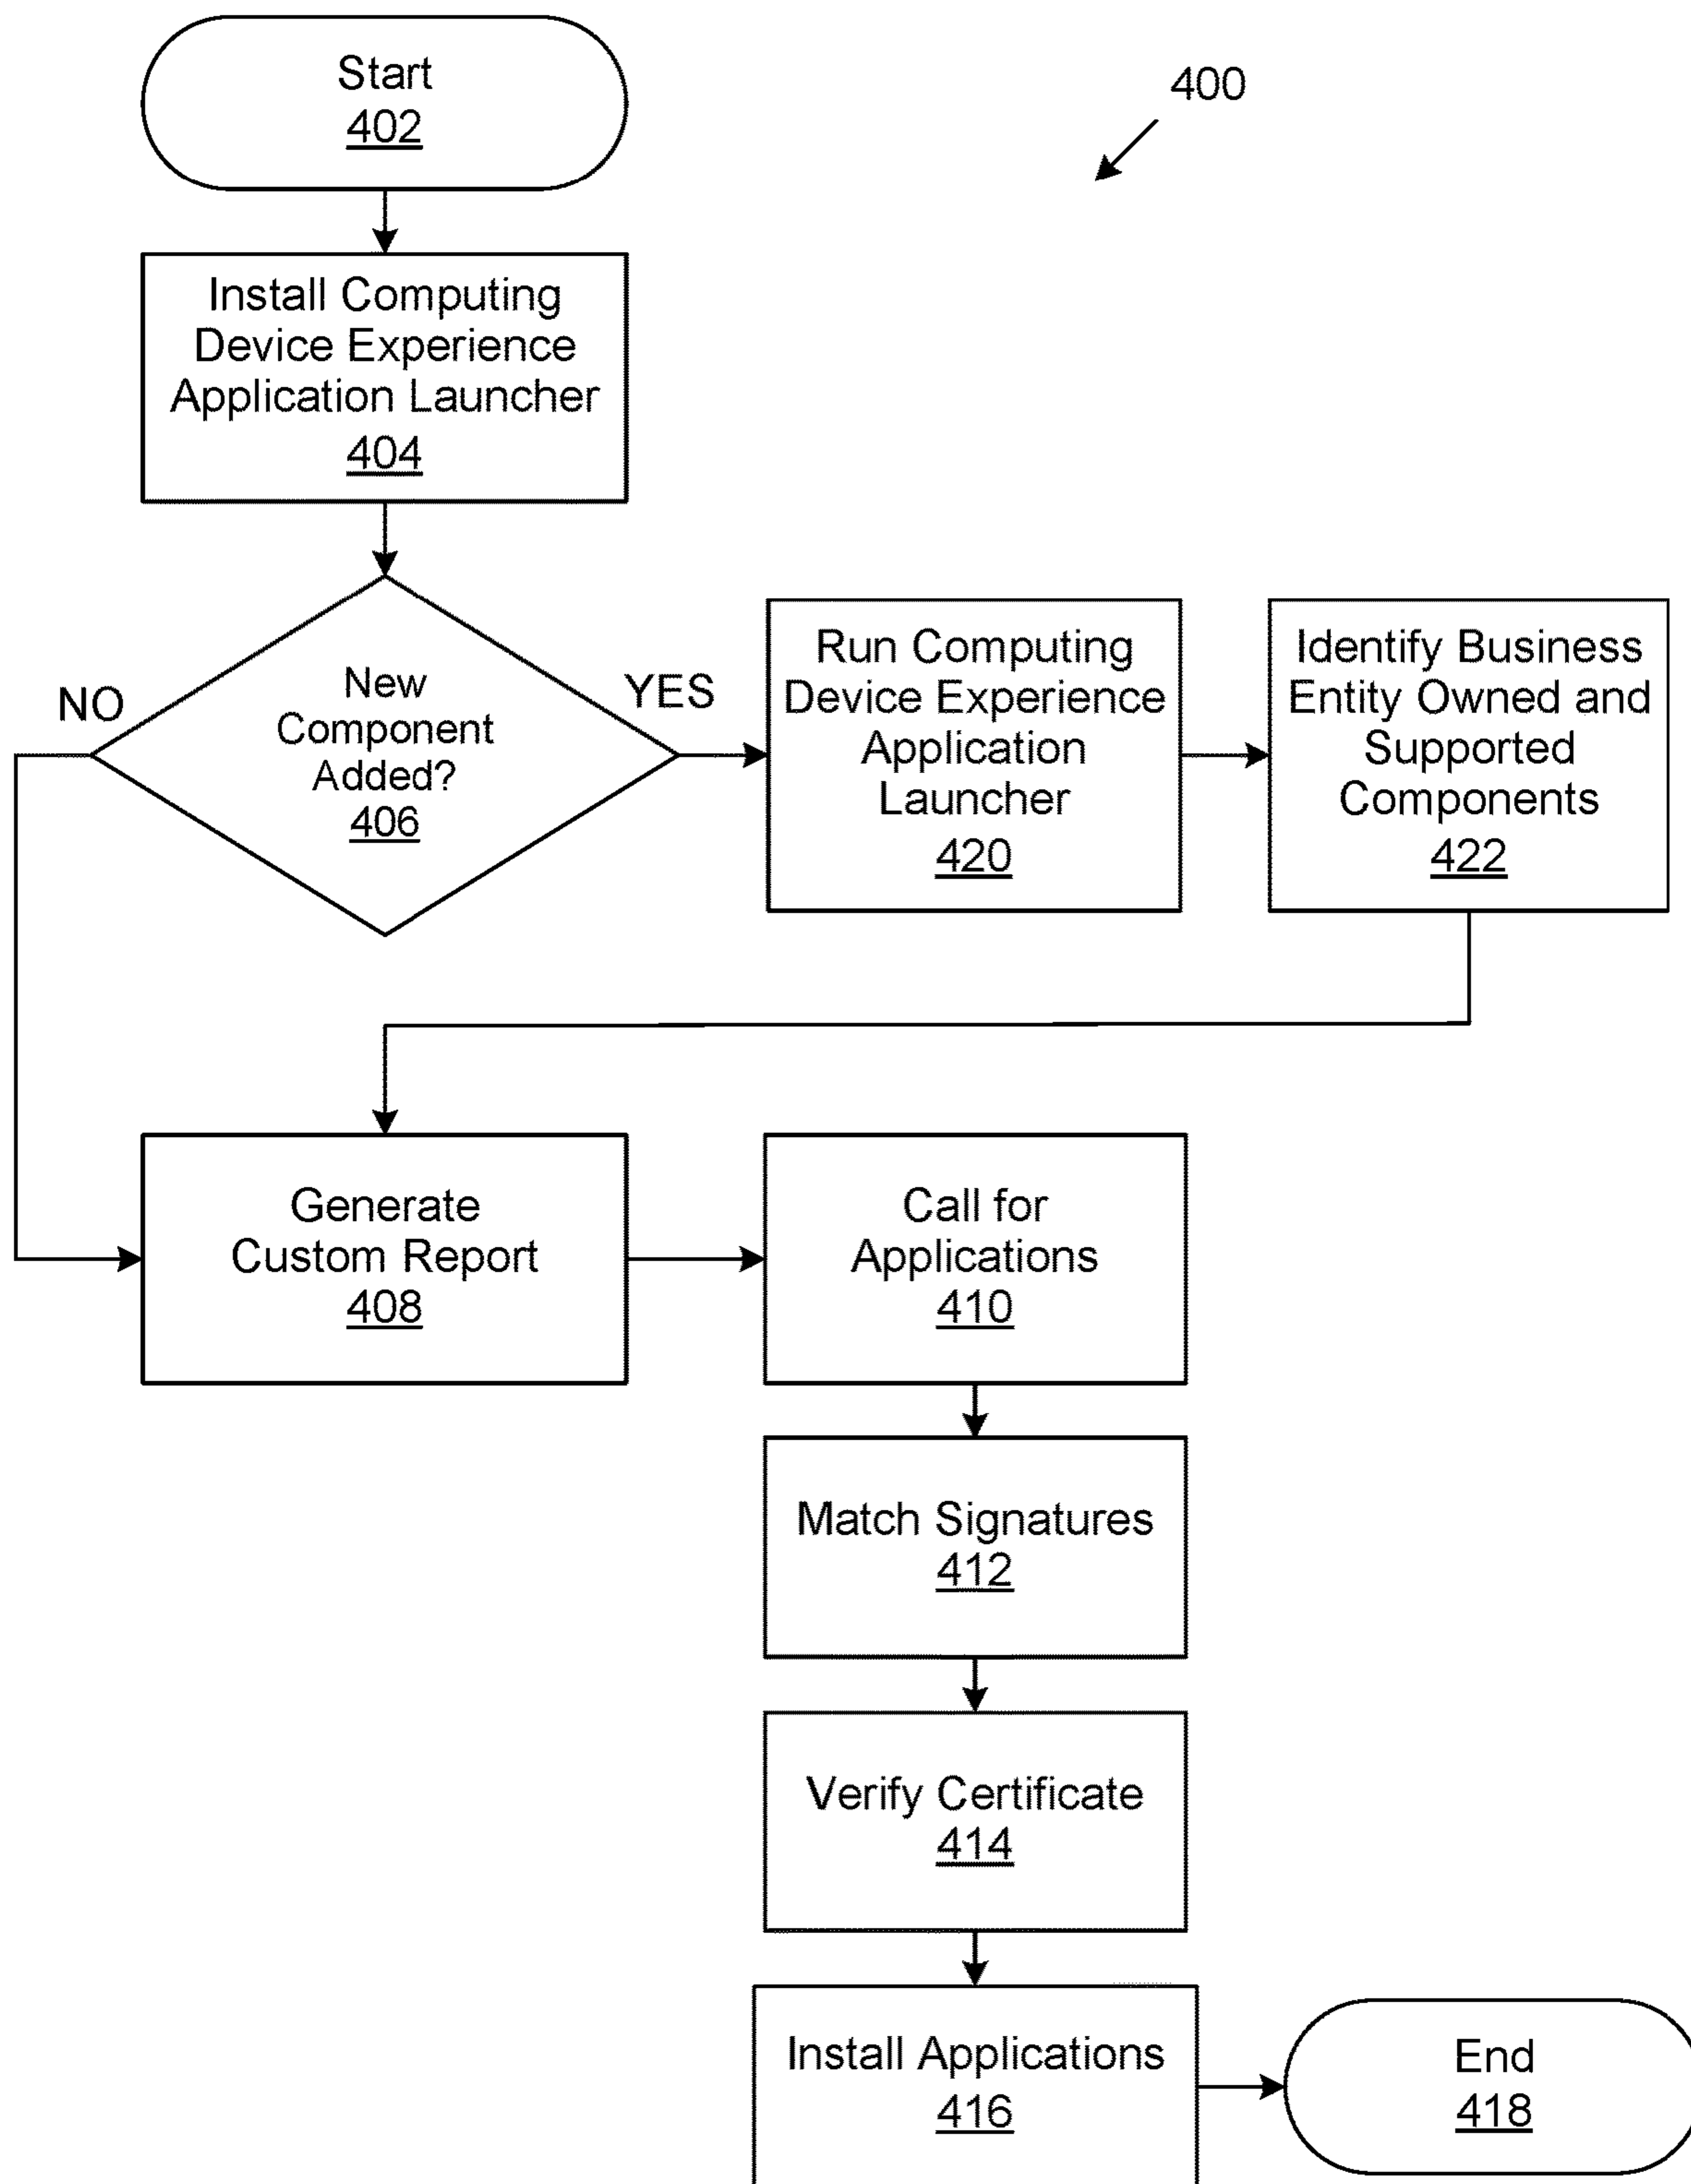 Start
402
400
Install Computing
Device Experience
Application Launcher
404
NO
New
Component
Added?
406
YES
Run Computing
Device Experience
Application
Launcher
420
Identify Business
Entity Owned and
Supported
Components
422
Generate
Custom Report
408
Call for
Applications
410
Match Signatures
412
Verify Certificate
414
Install Applications
416
End
418